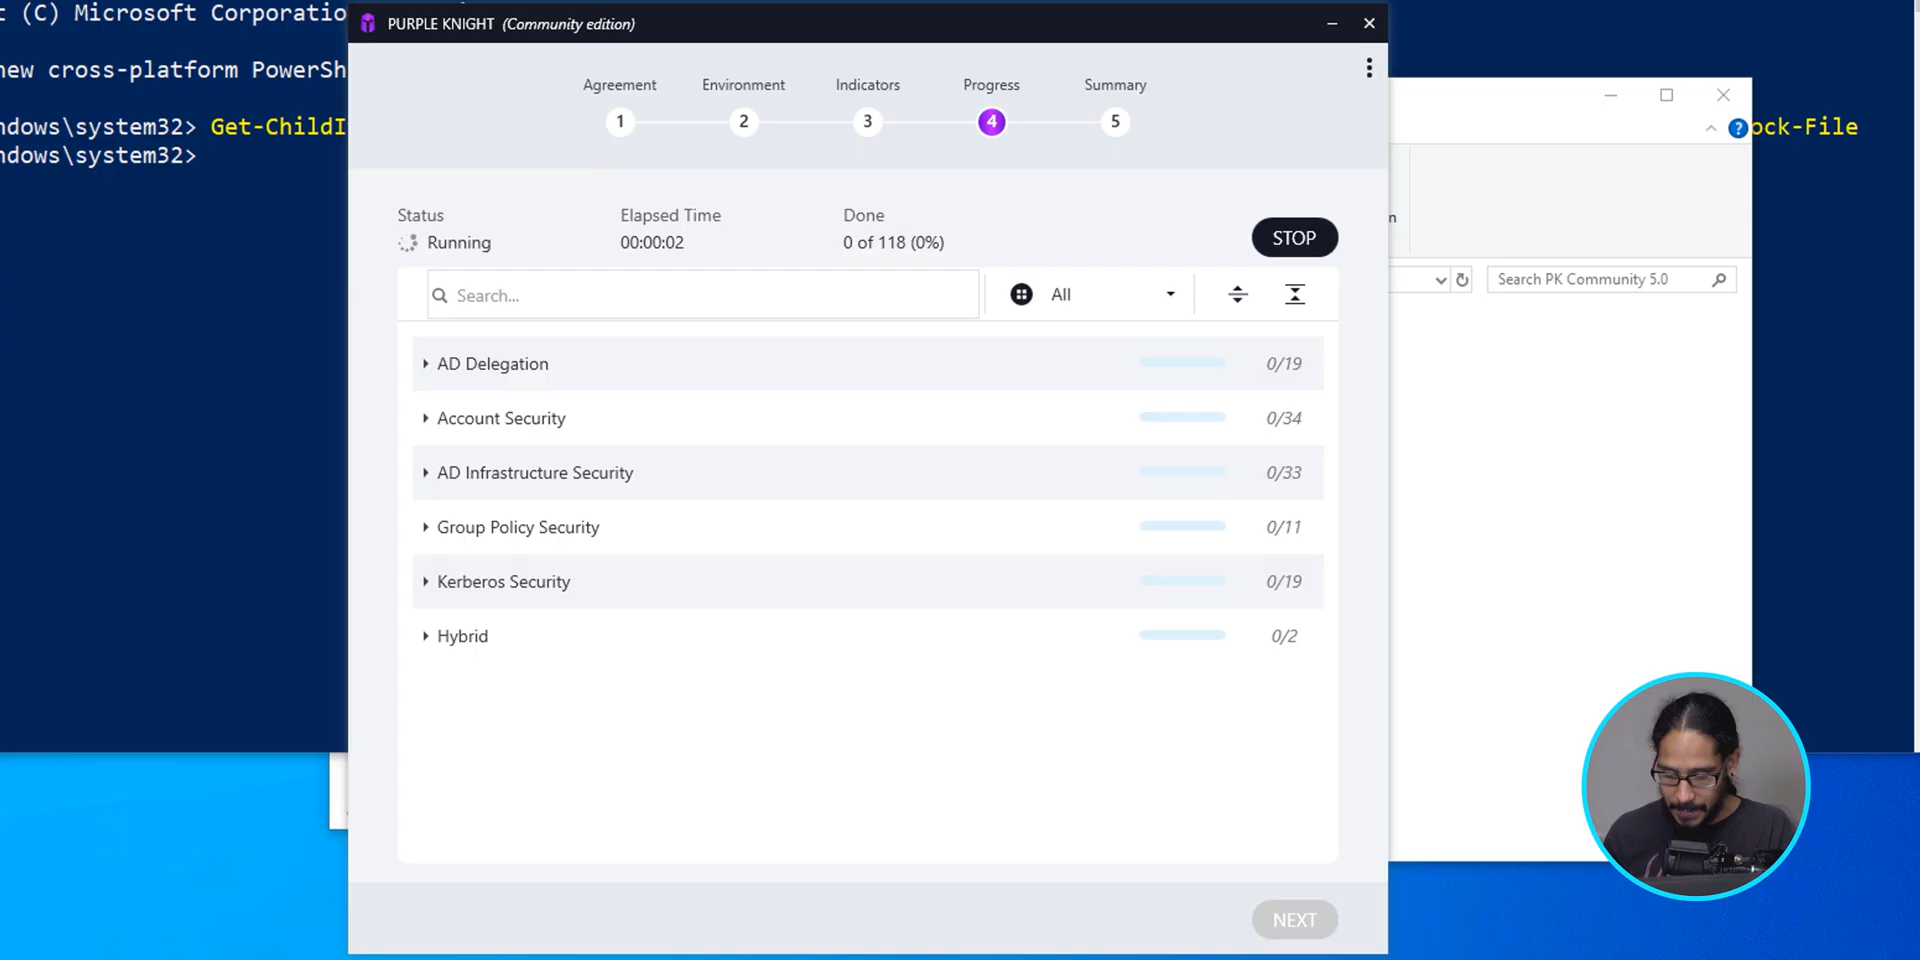 t (C) Microsoft Corporatio
new cross-platform PowerSh
ndows\system32> Get-ChildI
ock-File
ndows\system32>
PURPLE KNIGHT (Community edition)
Agreement
Environment
Indicators
Progress
Summary
1
2
3
4
5
Status
Elapsed Time
Done
Running
00:00:02
0 of 118 (0%)
STOP
Search...
All
AD Delegation
0/19
Account Security
0/34
AD Infrastructure Security
0/33
Group Policy Security
0/11
Kerberos Security
0/19
Hybrid
0/2
NEXT
?
n
Search PK Community 5.0